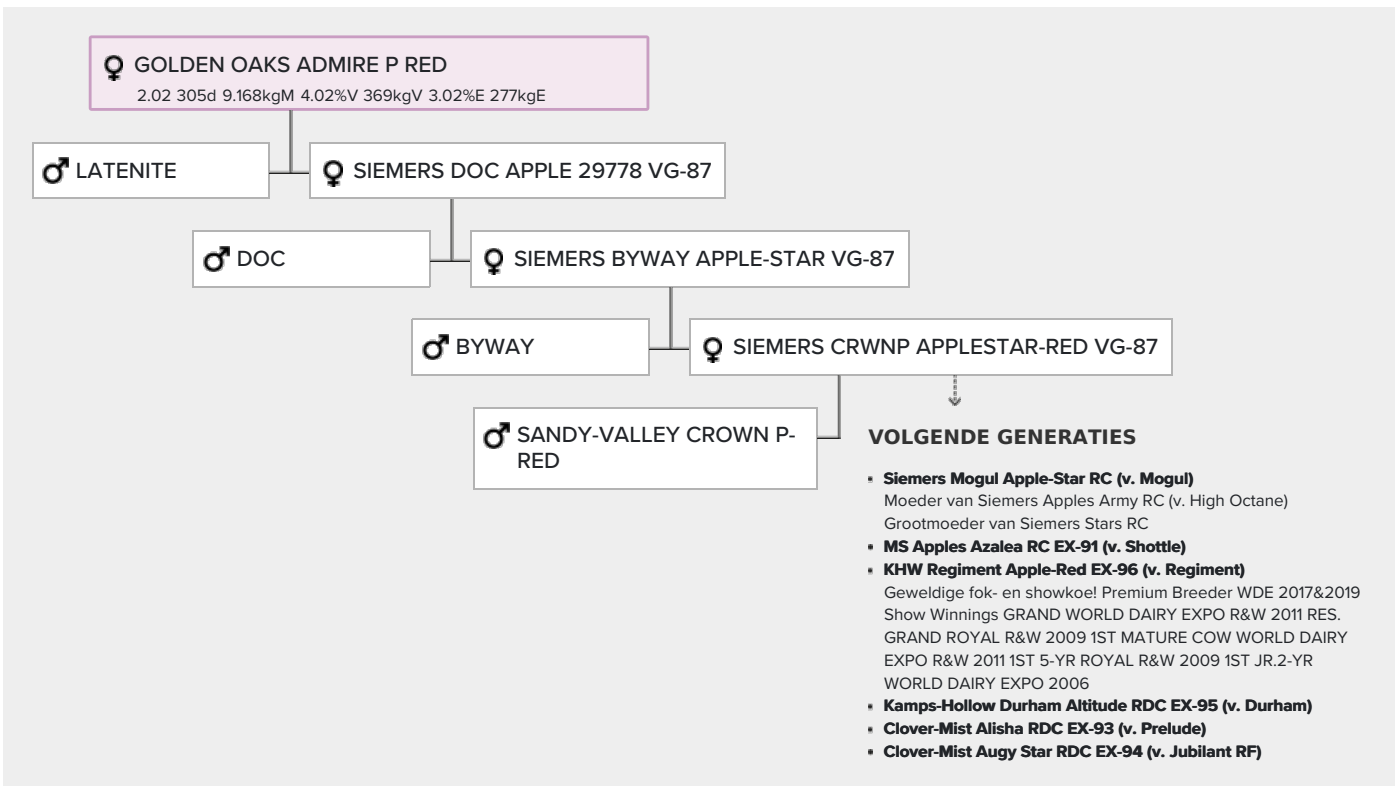 GOLDEN OAKS ADMIRE P RED
2.02 305d 9.168kgM 4.02%V 369kgV 3.02%E 277kgE
LATENITE
SIEMERS DOC APPLE 29778 VG-87
DOC
SIEMERS BYWAY APPLE-STAR VG-87
BYWAY
SIEMERS CRWNP APPLESTAR-RED VG-87
SANDY-VALLEY CROWN P-
RED
VOLGENDE GENERATIES
Siemers Mogul Apple-Star RC (v. Mogul)
Moeder van Siemers Apples Army RC (v. High Octane)
Grootmoeder van Siemers Stars RC
MS Apples Azalea RC EX-91 (v. Shottle)
KHW Regiment Apple-Red EX-96 (v. Regiment)
Geweldige fok- en showkoe! Premium Breeder WDE 2017&2019
Show Winnings GRAND WORLD DAIRY EXPO R&W 2011 RES.
GRAND ROYAL R&W 2009 1ST MATURE COW WORLD DAIRY
EXPO R&W 2011 1ST 5-YR ROYAL R&W 2009 1ST JR.2-YR
WORLD DAIRY EXPO 2006
Kamps-Hollow Durham Altitude RDC EX-95 (v. Durham)
Clover-Mist Alisha RDC EX-93 (v. Prelude)
Clover-Mist Augy Star RDC EX-94 (v. Jubilant RF)